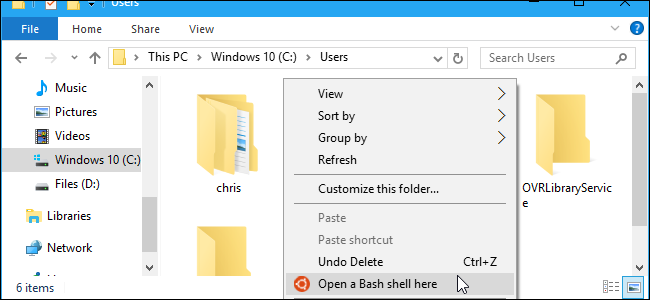 Users
File Home Share View
This PC Windows 10 (C:) Users
Search Users
Music
Pictures
Videos
Windows 10 (C:)
Files (D:)
Libraries
Network
Homegroup
chris
OVRLibraryServic
e
View
Sort by
Group by
Refresh
Customize this folder...
Paste
Paste shortcut
Undo Delete Ctrl+Z
Open a Bash shell here
6 items